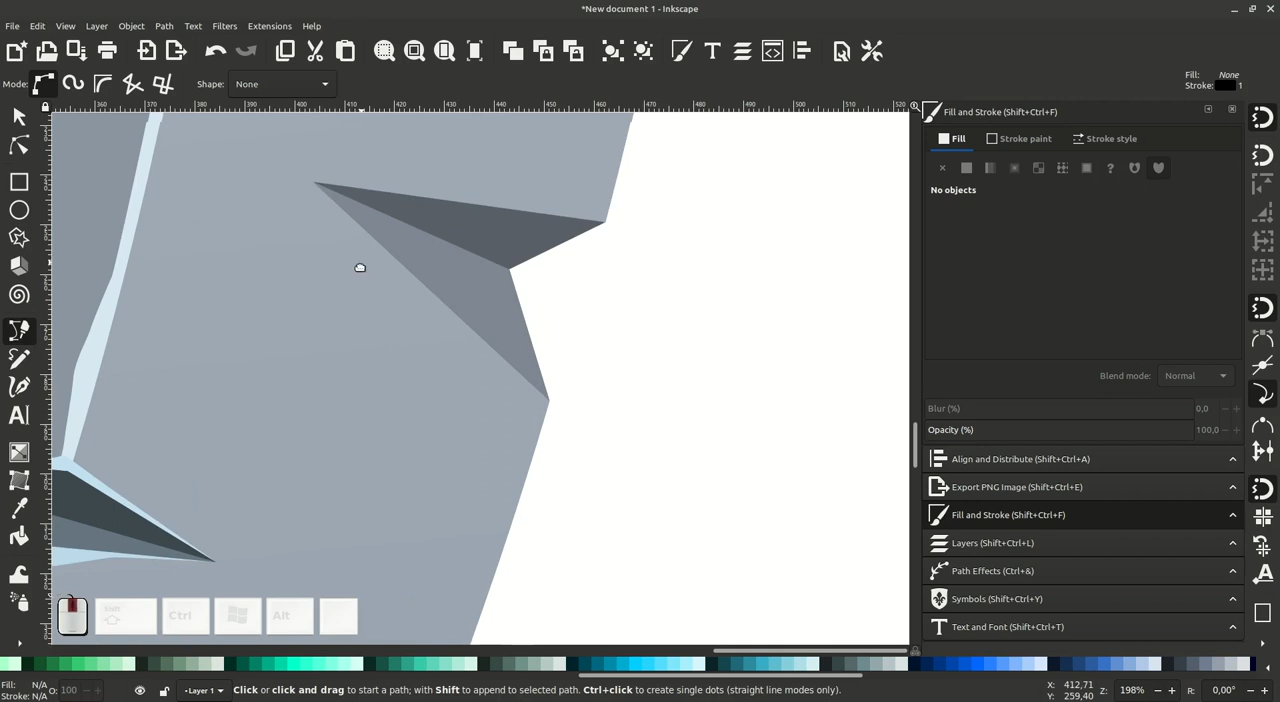 *New document 1 - Inkscape
File Edit View Layer Object Path Text Filters Extensions Help
Mode: Shape: None
Fill: None
Stroke: 1
360 370 380 390 400 410 420 430 440 450 460 470 480 490 500 510 520
Fill and Stroke (Shift+Ctrl+F)
Fill Stroke paint Stroke style
No objects
Blend mode: Normal
Blur (%) 0,0
Opacity (%) 100,0
Align and Distribute (Shift+Ctrl+A)
Export PNG Image (Shift+Ctrl+E)
Fill and Stroke (Shift+Ctrl+F)
Layers (Shift+Ctrl+L)
Path Effects (Ctrl+&)
Symbols (Shift+Ctrl+Y)
Text and Font (Shift+Ctrl+T)
Shift Ctrl Alt
Fill: N/A
Stroke: N/A
O: 100
Layer 1
Click or click and drag to start a path; with Shift to append to selected path. Ctrl+click to create single dots (straight line modes only).
X: 412,71
Y: 259,40
Z: 198%
R: 0,00°